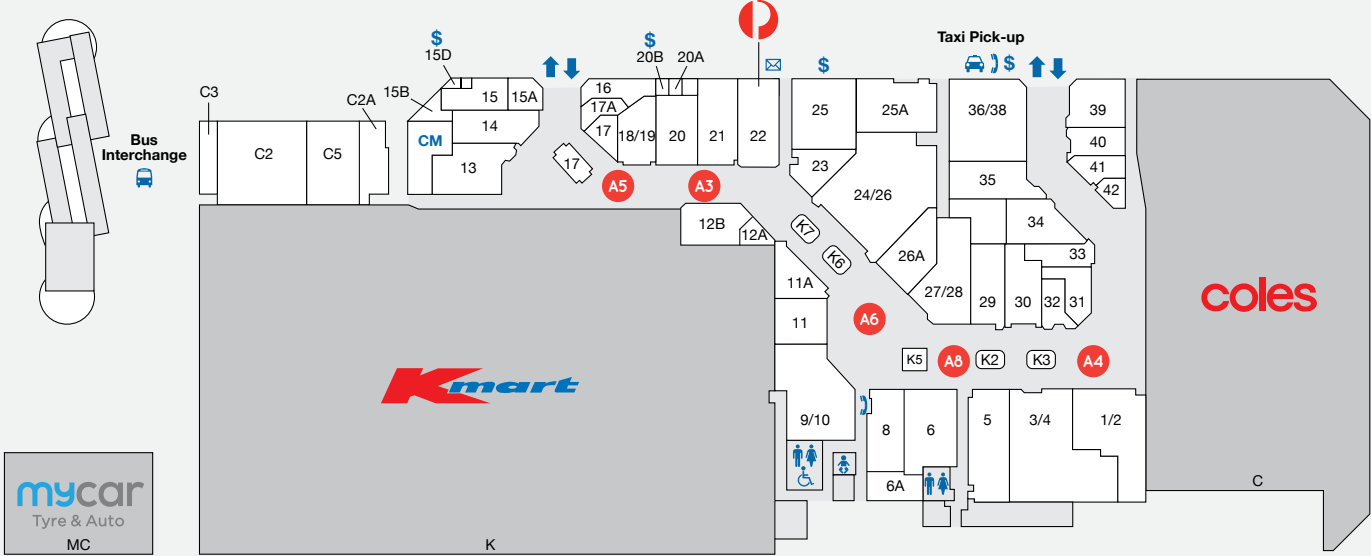 Taxi Pick-up
$
$
15D
20B
20A
$
$
C3
C2A
15B
15
15A
16
17A
25
25A
36/38
39
Bus
Interchange
C2
C5
CM
14
17
18/19
20
21
22
40
13
17
23
41
35
42
A5
A3
24/26
12B
12A
K7
34
K6
26A
33
11A
27/28
29
30
32
31
coles
11
A6
K5
A8
K2
K3
A4
Kmart
9/10
8
6
5
3/4
1/2
6A
C
mycar
Tyre & Auto
MC
K